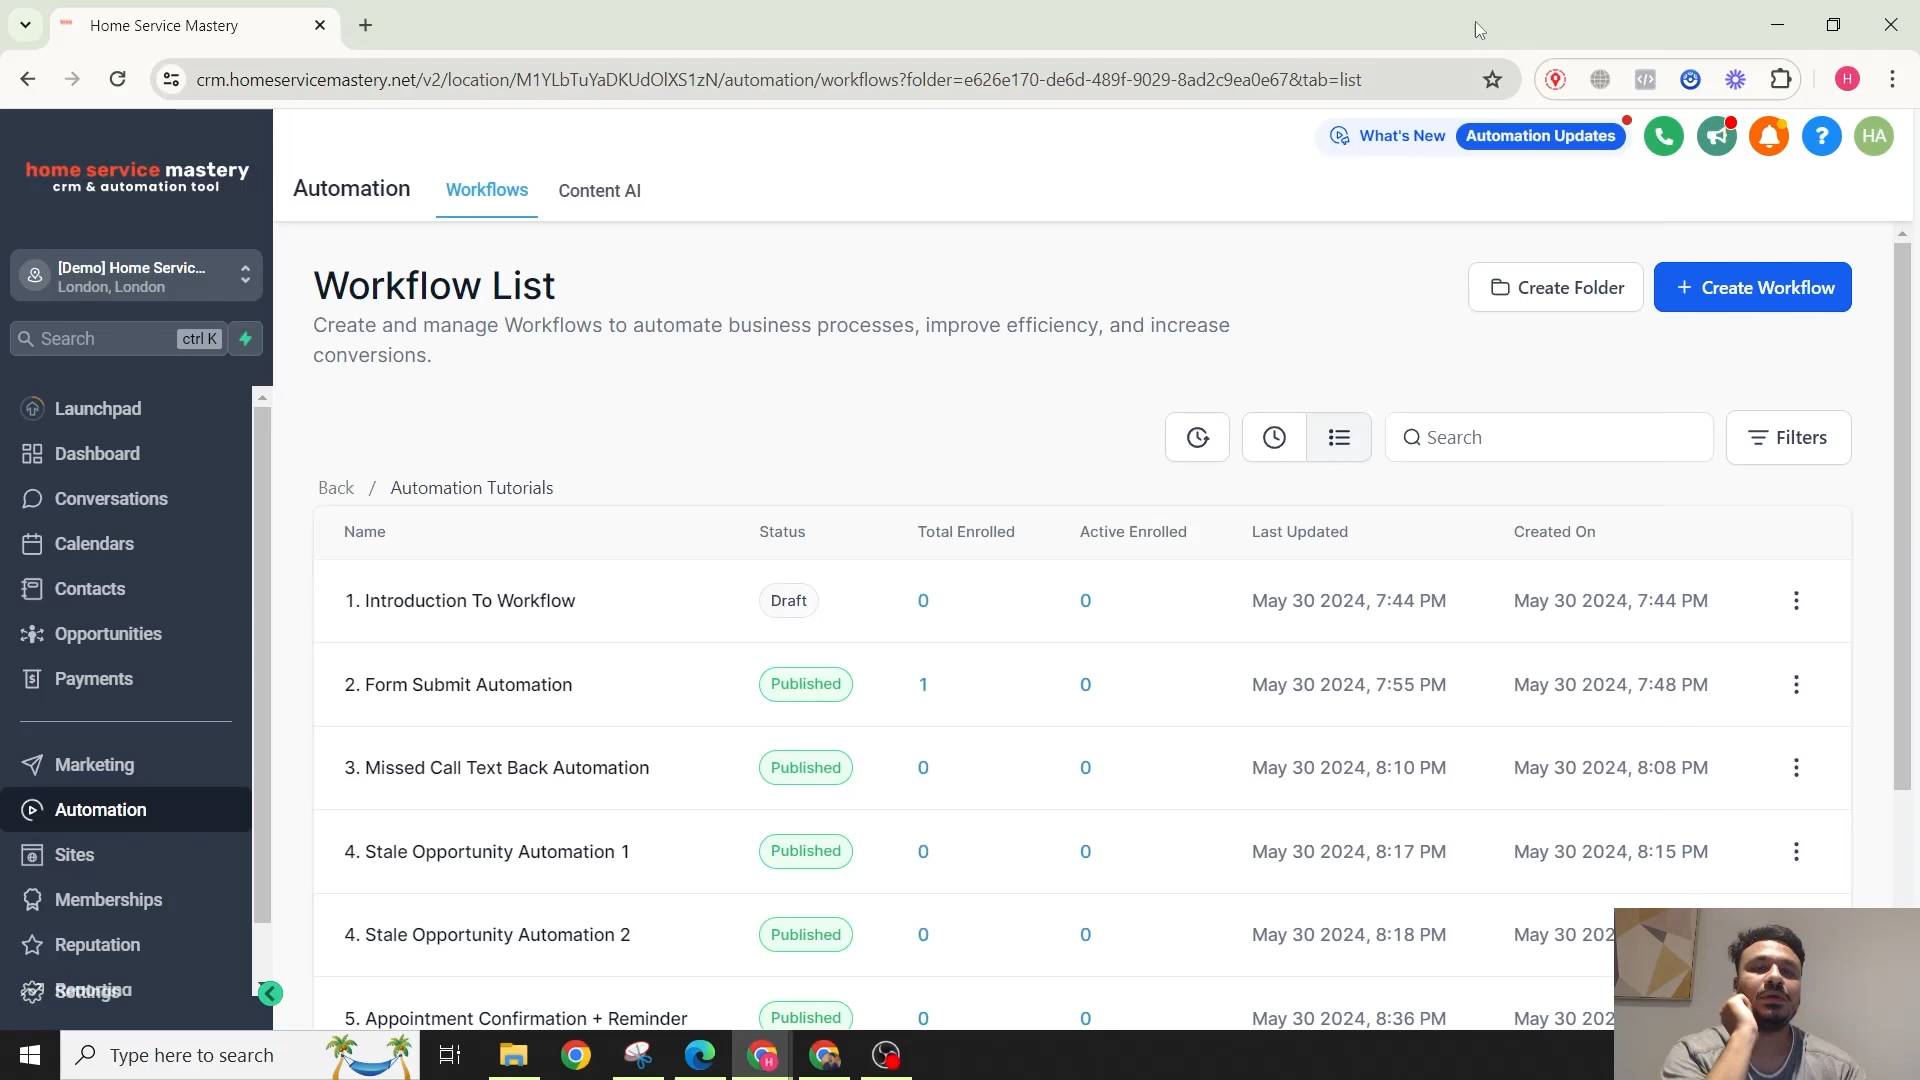 Home Service Mastery
crm.homeservicemastery.net/v2/location/M1YLbTuYaDKUdOlXS1zN/automation/workflows?folder=e626e170-de6d-489f-9029-8ad2c9ea0e67&tab=list
H
What's New
Automation Updates
HA
home service mastery
crm & automation tool
Automation
Workflows
Content AI
[Demo] Home Servic...
London, London
Search
ctrl K
Launchpad
Dashboard
Conversations
Calendars
Contacts
Opportunities
Payments
Marketing
Automation
Sites
Memberships
Reputation
Reporting
Settings
Workflow List
Create and manage Workflows to automate business processes, improve efficiency, and increase
conversions.
Create Folder
+ Create Workflow
Search
Filters
Back / Automation Tutorials
Name Status Total Enrolled Active Enrolled Last Updated Created On
1. Introduction To Workflow Draft 0 0 May 30 2024, 7:44 PM May 30 2024, 7:44 PM
2. Form Submit Automation Published 1 0 May 30 2024, 7:55 PM May 30 2024, 7:48 PM
3. Missed Call Text Back Automation Published 0 0 May 30 2024, 8:10 PM May 30 2024, 8:08 PM
4. Stale Opportunity Automation 1 Published 0 0 May 30 2024, 8:17 PM May 30 2024, 8:15 PM
4. Stale Opportunity Automation 2 Published 0 0 May 30 2024, 8:18 PM May 30 202
5. Appointment Confirmation + Reminder Published 0 0 May 30 2024, 8:36 PM May 30 202
Type here to search